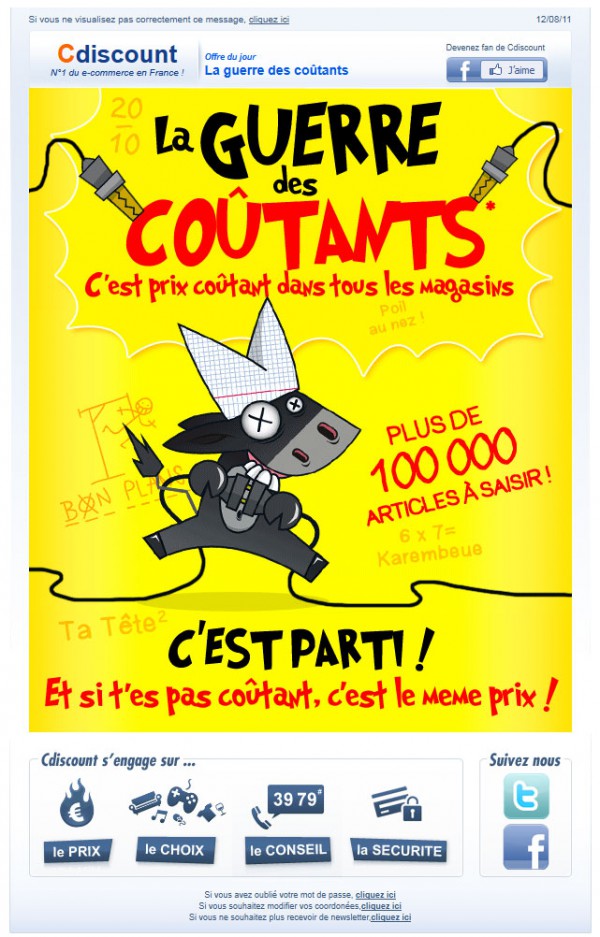 Si vous ne visualisez pas correctement ce message, cliquez ici
12/08/11
Cdiscount
N°1 du e-commerce en France !
Offre du jour
La guerre des coûtants
Devenez fan de Cdiscount
f J'aime
20
10
La GUERRE
des
COÛTANTS*
C'est prix coûtant dans tous les magasins
Poil
au nez !
PLUS DE
100 000
ARTICLES À SAISIR !
BON PLANS
6 x 7=
Karembeue
Ta Tête²
C'EST PARTI !
Et si t'es pas coûtant, c'est le meme prix !
Cdiscount s'engage sur ...
Suivez nous
€
39 79#
le PRIX
le CHOIX
le CONSEIL
la SECURITE
t
f
Si vous avez oublié votre mot de passe, cliquez ici
Si vous souhaitez modifier vos coordonées,cliquez ici
Si vous ne souhaitez plus recevoir de newsletter,cliquez ici